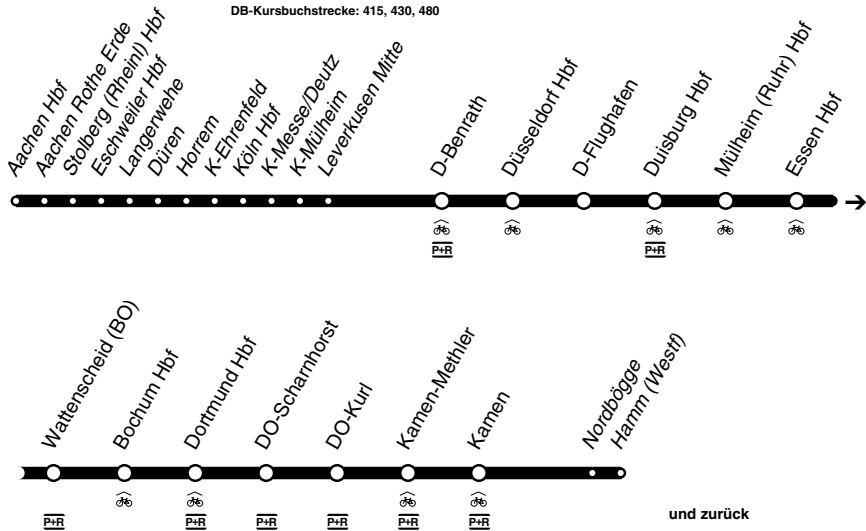 DB-Kursbuchstrecke: 415, 430, 480
Aachen Hbf
Aachen Rothe Erde
Stolberg (Rheinl) Hbf
Eschweiler Hbf
Langerwehe
Düren
Horrem
K-Ehrenfeld
Köln Hbf
K-Messe/Deutz
K-Mülheim
Leverkusen Mitte
D-Benrath
Düsseldorf Hbf
D-Flughafen
Duisburg Hbf
Mülheim (Ruhr) Hbf
Essen Hbf
P+R
P+R
Wattenscheid (BO)
Bochum Hbf
Dortmund Hbf
DO-Scharnhorst
DO-Kurl
Kamen-Methler
Kamen
Nordbögge
Hamm (Westf)
P+R
P+R
P+R
P+R
P+R
P+R
und zurück